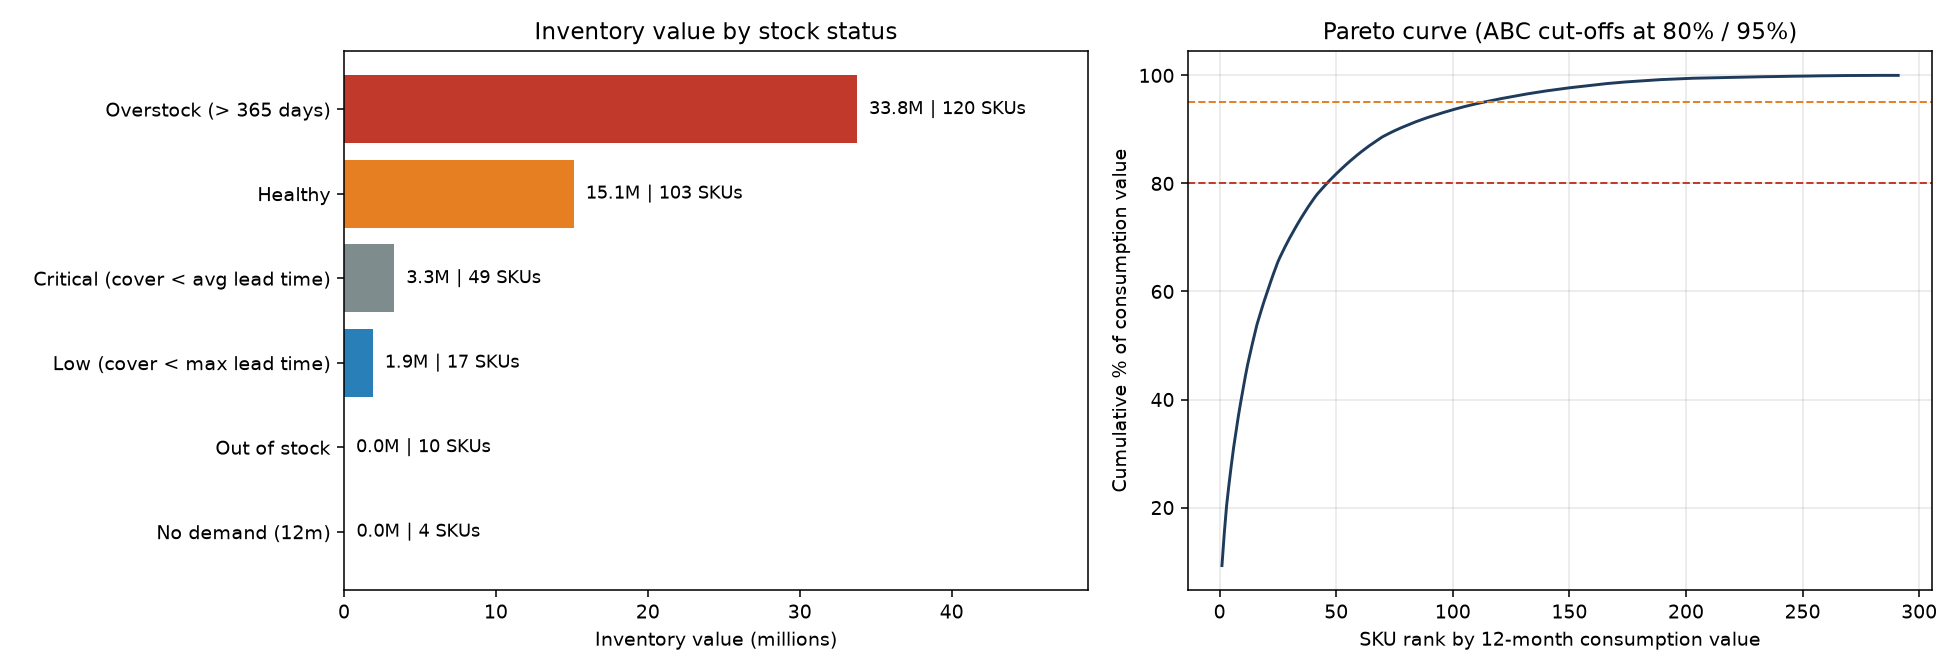 Inventory value by stock status
Overstock (> 365 days)
33.8M | 120 SKUs
Healthy
15.1M | 103 SKUs
Critical (cover < avg lead time)
3.3M | 49 SKUs
Low (cover < max lead time)
1.9M | 17 SKUs
Out of stock
0.0M | 10 SKUs
No demand (12m)
0.0M | 4 SKUs
0 10 20 30 40
Inventory value (millions)
Pareto curve (ABC cut-offs at 80% / 95%)
Cumulative % of consumption value
100
80
60
40
20
0 50 100 150 200 250 300
SKU rank by 12-month consumption value